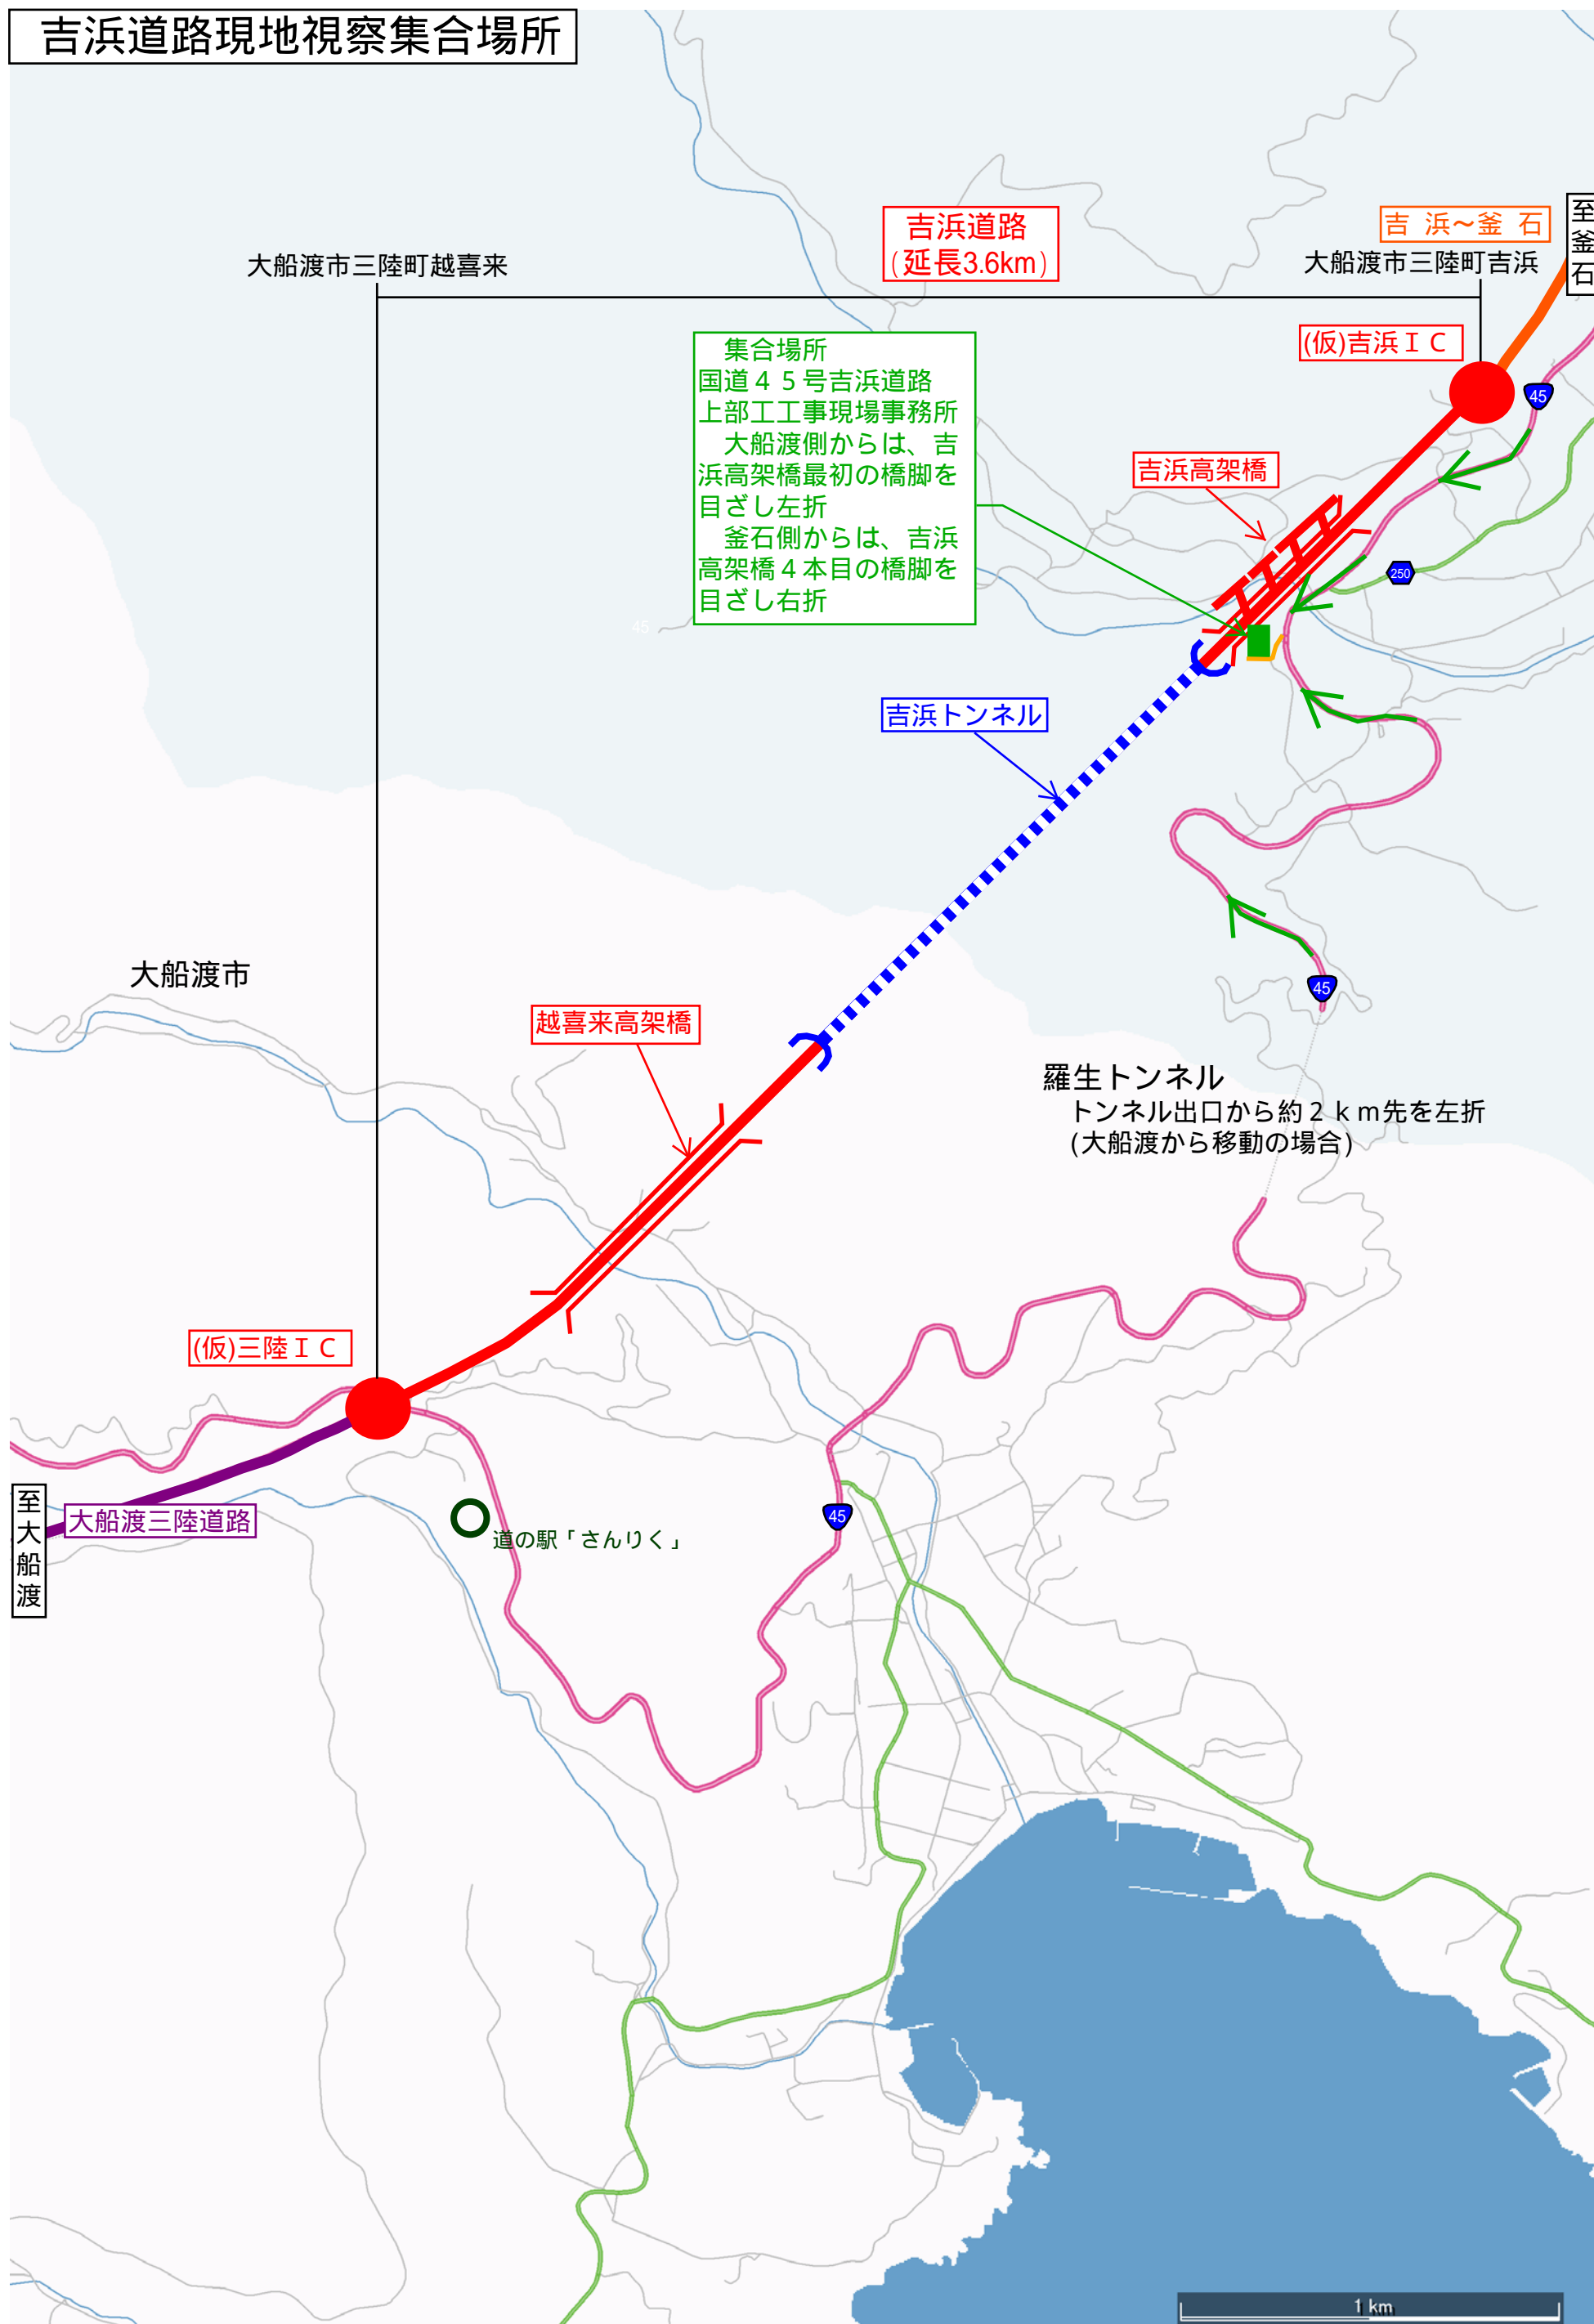 吉浜道路現地視察集合場所
吉浜道路
(延長3.6km)
吉 浜～釜 石
至釜石
大船渡市三陸町越喜来
大船渡市三陸町吉浜
(仮)吉浜ＩＣ
集合場所
国道４５号吉浜道路
上部工工事現場事務所
大船渡側からは、吉
浜高架橋最初の橋脚を
目ざし左折
釜石側からは、吉浜
高架橋４本目の橋脚を
目ざし右折
45
吉浜高架橋
250
45
吉浜トンネル
大船渡市
45
越喜来高架橋
羅生トンネル
トンネル出口から約２ｋｍ先を左折
(大船渡から移動の場合)
(仮)三陸ＩＣ
至大船渡
大船渡三陸道路
道の駅「さんりく」
45
1 km